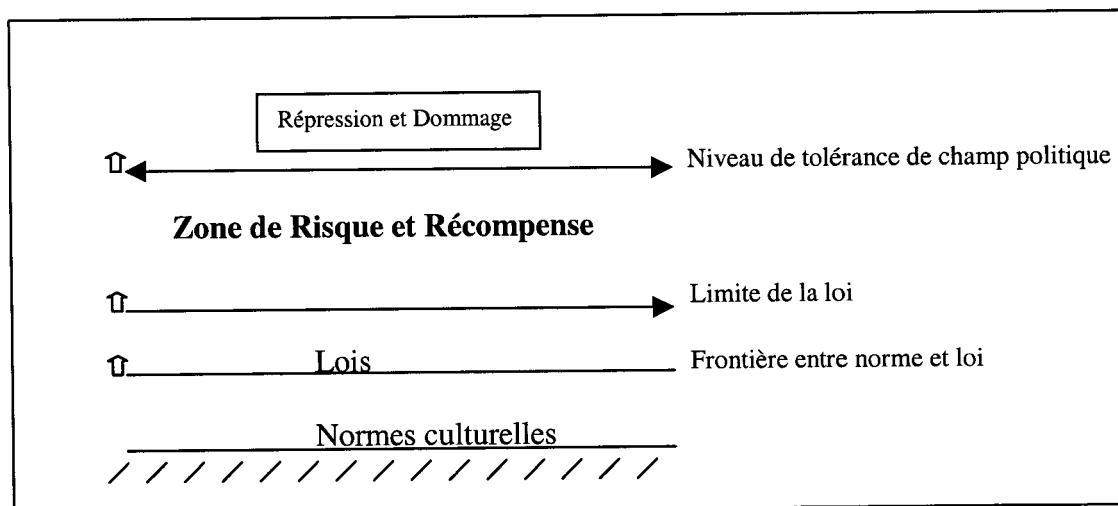 Répression et Dommage
Niveau de tolérance de champ politique
Zone de Risque et Récompense
Limite de la loi
Lois
Frontière entre norme et loi
Normes culturelles